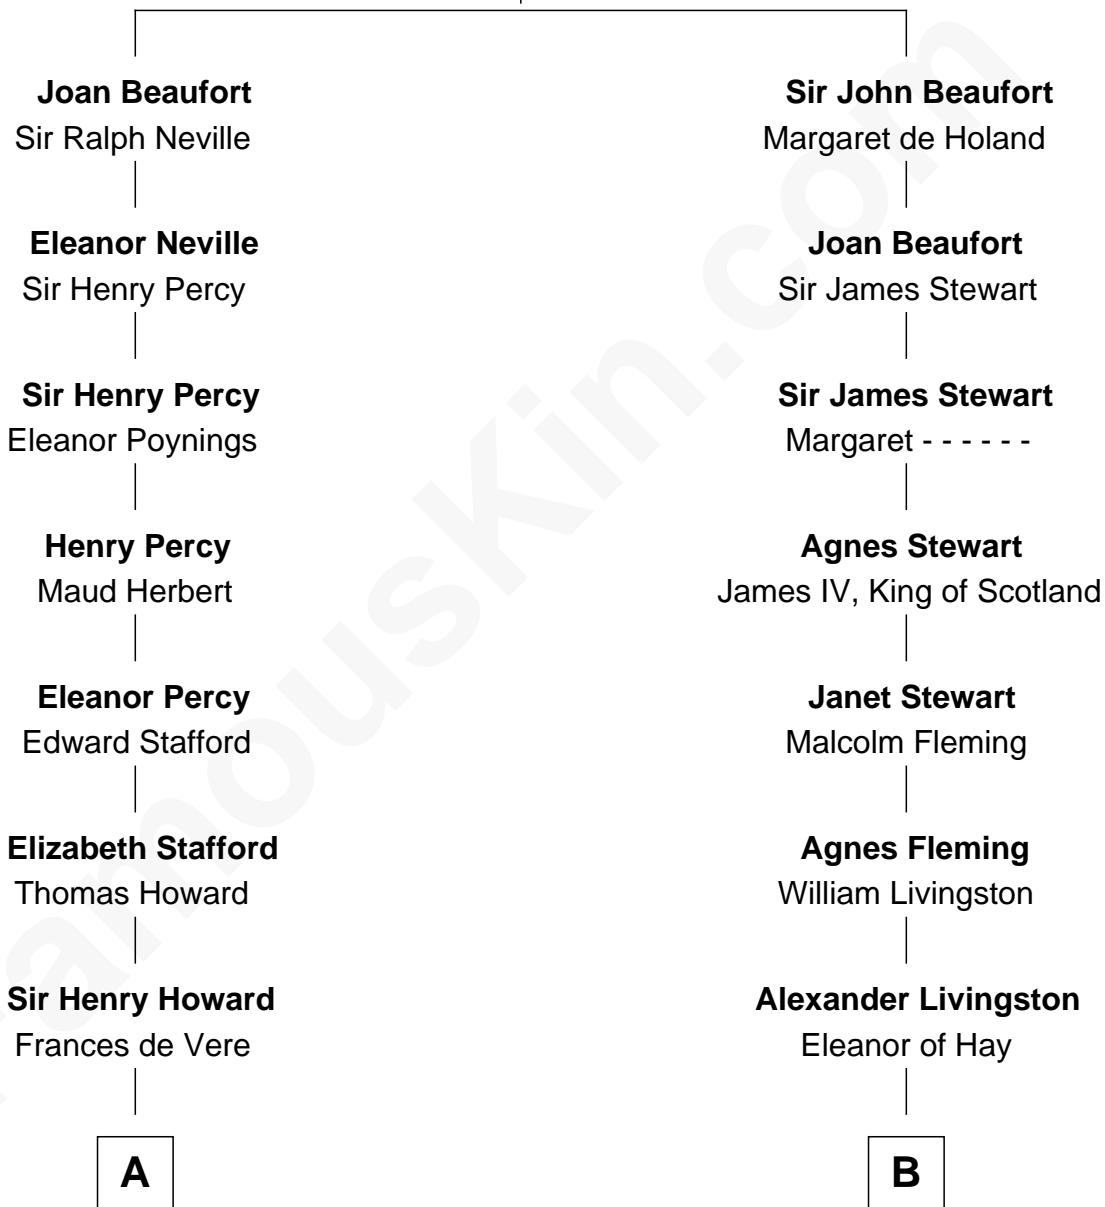 Joan Beaufort
Sir Ralph Neville
Eleanor Neville
Sir Henry Percy
Sir Henry Percy
Eleanor Poynings
Henry Percy
Maud Herbert
Eleanor Percy
Edward Stafford
Elizabeth Stafford
Thomas Howard
Sir Henry Howard
Frances de Vere
A
Sir John Beaufort
Margaret de Holand
Joan Beaufort
Sir James Stewart
Sir James Stewart
Margaret - - - - - -
Agnes Stewart
James IV, King of Scotland
Janet Stewart
Malcolm Fleming
Agnes Fleming
William Livingston
Alexander Livingston
Eleanor of Hay
B
FamousKin.com